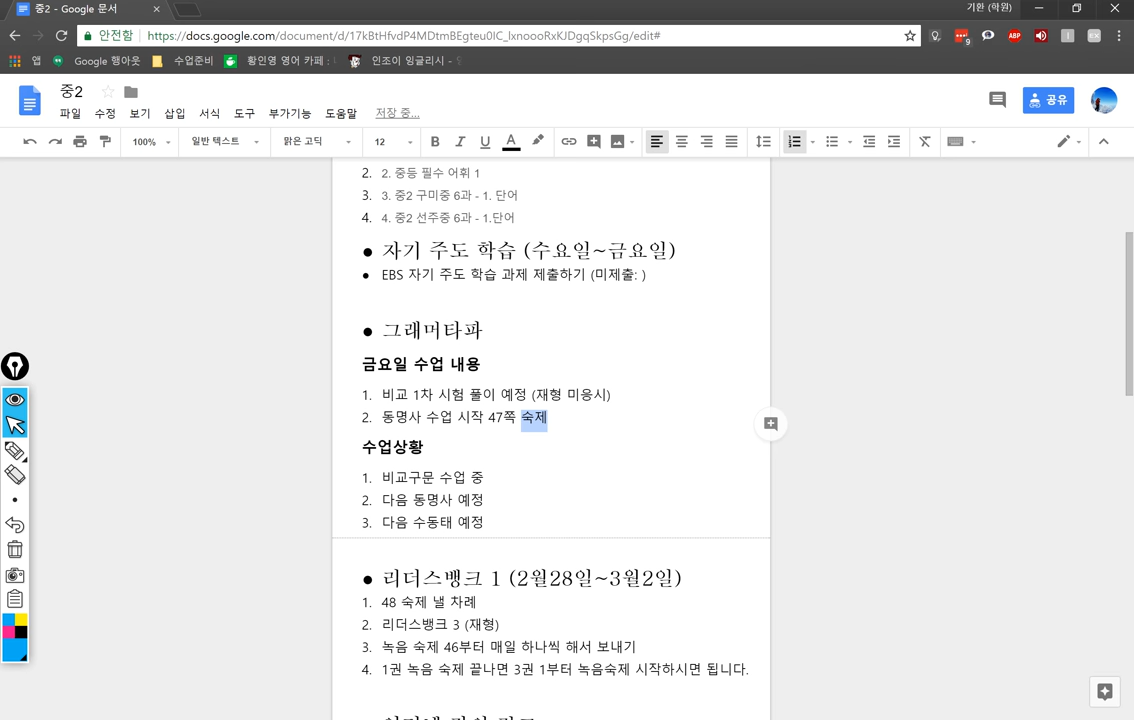 중2 - Google 문서
기환 (학원)
안전함 https://docs.google.com/document/d/17kBtHfvdP4MDtmBEgteu0IC_lxnoooRxKJDgqSkpsGg/edit#
9
ABP
앱 Google 행아웃 수업준비 황인영 영어 카페 : 인조이 잉글리시 -
중2
파일 수정 보기 삽입 서식 도구 부가기능 도움말 저장 중...
공유
100% 일반 텍스트 맑은 고딕 12 B I U A
2. 2. 중등 필수 어휘 1
3. 3. 중2 구미중 6과 - 1. 단어
4. 4. 중2 선주중 6과 - 1.단어
● 자기 주도 학습 (수요일~금요일)
● EBS 자기 주도 학습 과제 제출하기 (미제출: )
● 그래머타파
금요일 수업 내용
1. 비교 1차 시험 풀이 예정 (재형 미응시)
2. 동명사 수업 시작 47쪽 숙제
수업상황
1. 비교구문 수업 중
2. 다음 동명사 예정
3. 다음 수동태 예정
● 리더스뱅크 1 (2월28일~3월2일)
1. 48 숙제 낼 차례
2. 리더스뱅크 3 (재형)
3. 녹음 숙제 46부터 매일 하나씩 해서 보내기
4. 1권 녹음 숙제 끝나면 3권 1부터 녹음숙제 시작하시면 됩니다.